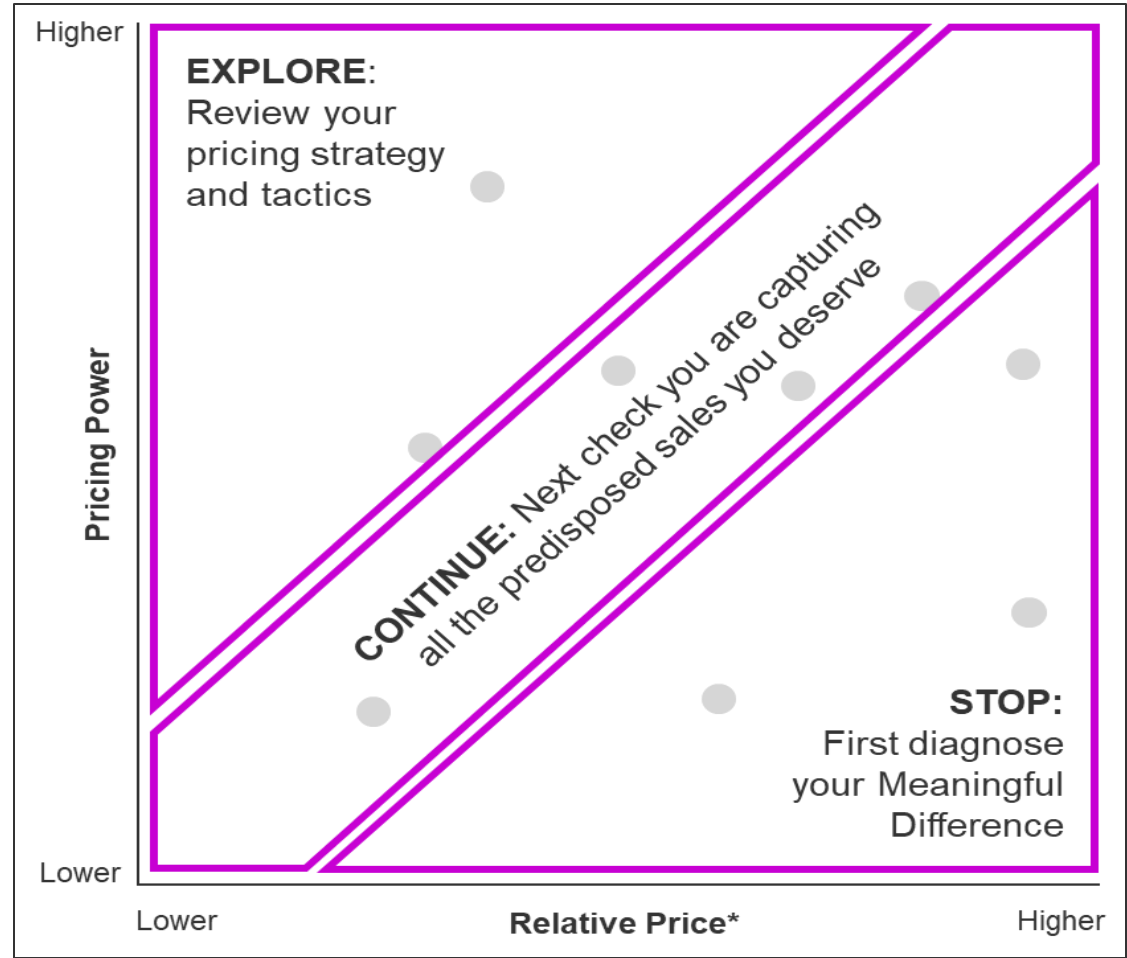 Higher
EXPLORE:
Review your
pricing strategy
and tactics
Pricing Power
CONTINUE: Next check you are capturing
all the predisposed sales you deserve
STOP:
First diagnose
your Meaningful
Difference
Lower
Lower
Relative Price*
Higher